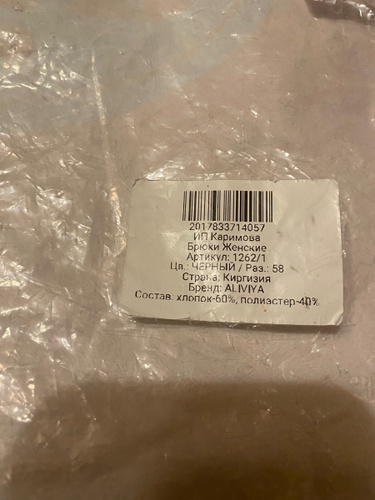 2017833714057
ИП Каримова
Брюки Женские
Артикул: 1262/1
Цв.: ЧЕРНЫЙ / Раз.: 58
Страна: Киргизия
Бренд: ALIVIYA
Состав: хлопок-60%, полиастер-40%